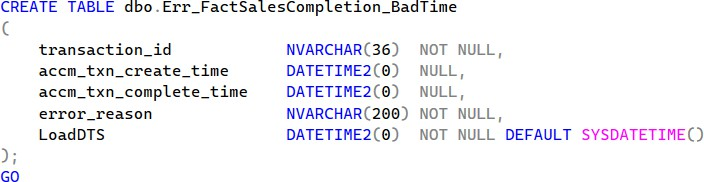 CREATE TABLE dbo.Err_FactSalesCompletion_BadTime
(
    transaction_id           NVARCHAR(36)  NOT NULL,
    accm_txn_create_time     DATETIME2(0)  NULL,
    accm_txn_complete_time   DATETIME2(0)  NULL,
    error_reason             NVARCHAR(200) NOT NULL,
    LoadDTS                  DATETIME2(0)  NOT NULL DEFAULT SYSDATETIME()
);
GO